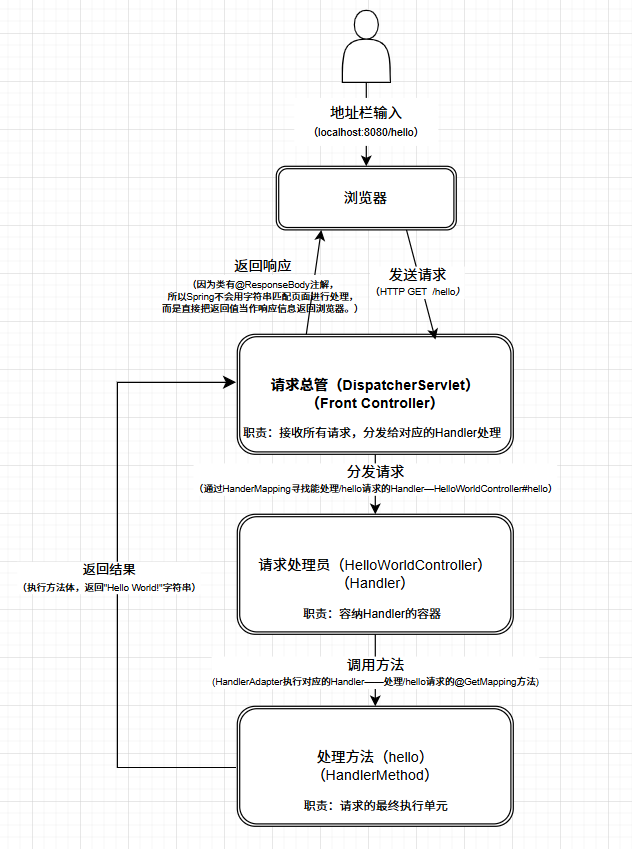 地址栏输入
（localhost:8080/hello）
浏览器
返回响应
（因为类有@ResponseBody注解，
所以Spring不会用字符串匹配页面进行处理，
而是直接把返回值当作响应信息返回浏览器。）
发送请求
（HTTP GET /hello）
请求总管（DispatcherServlet）
（Front Controller）
职责：接收所有请求，分发给对应的Handler处理
分发请求
（通过HanderMapping寻找能处理/hello请求的Handler—HelloWorldController#hello）
请求处理员（HelloWorldController）
（Handler）
职责：容纳Handler的容器
返回结果
（执行方法体，返回"Hello World!"字符串）
调用方法
（HandlerAdapter执行对应的Handler——处理/hello请求的@GetMapping方法)
处理方法（hello）
（HandlerMethod）
职责：请求的最终执行单元